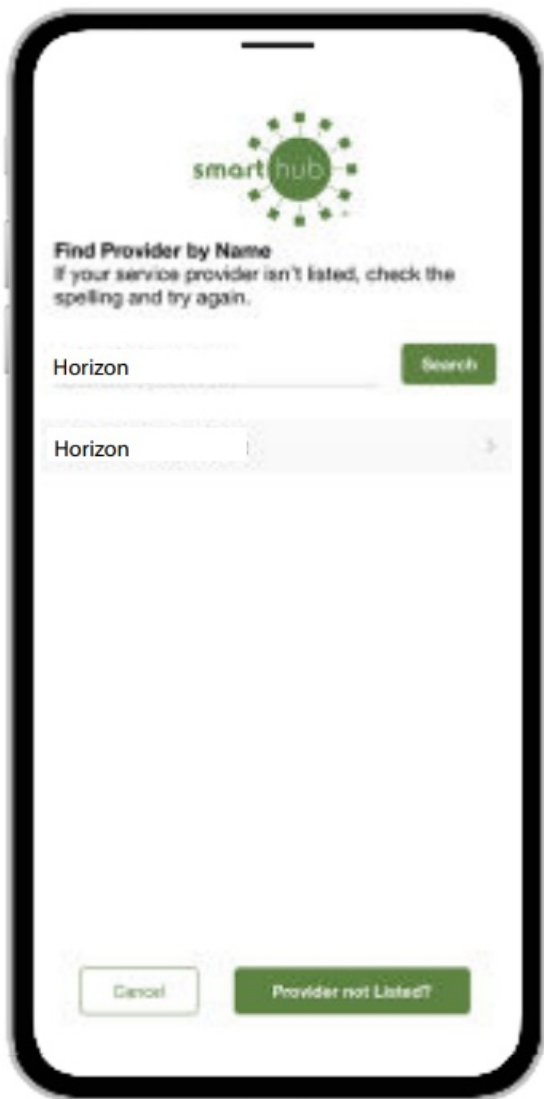 smarthub
Find Provider by Name
If your service provider isn't listed, check the
spelling and try again.
Horizon
Search
Horizon
Cancel
Provider not Listed?